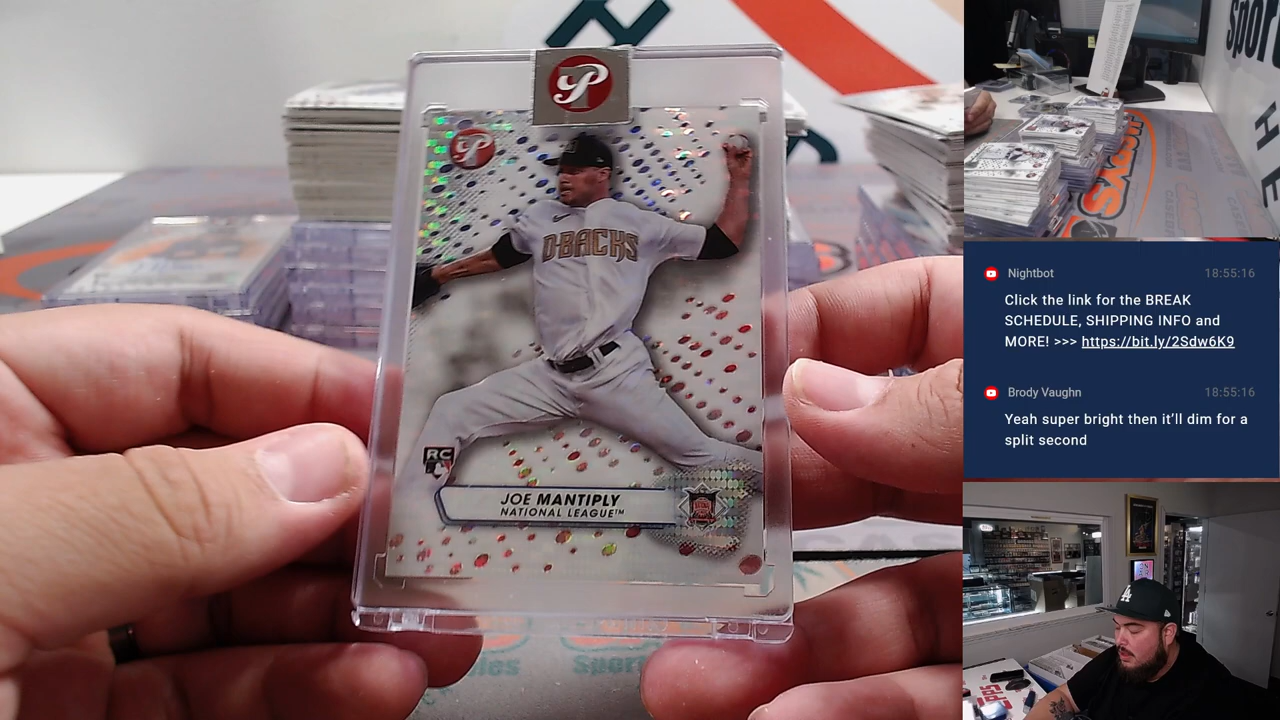 D-BACKS
RC
JOE MANTIPLY
NATIONAL LEAGUE™
Nightbot 18:55:16
Click the link for the BREAK
SCHEDULE, SHIPPING INFO and
MORE! >>> https://bit.ly/2Sdw6K9
Brody Vaughn 18:55:16
Yeah super bright then it'll dim for a
split second